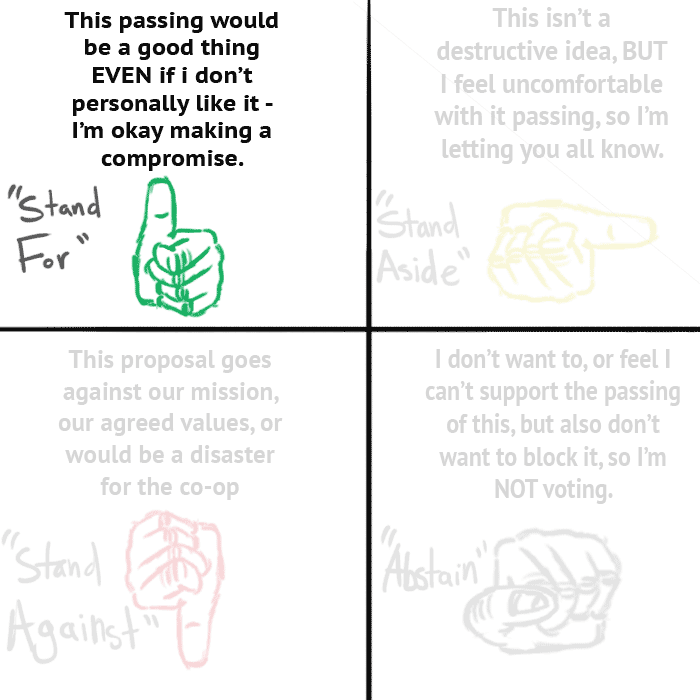 This passing would
be a good thing
EVEN if i don't
personally like it -
I'm okay making a
compromise.
"Stand
For"
This isn't a
destructive idea, BUT
I feel uncomfortable
with it passing, so I'm
letting you all know.
"Stand
Aside"
This proposal goes
against our mission,
our agreed values, or
would be a disaster
for the co-op
"Stand
Against"
I don't want to, or feel I
can't support the passing
of this, but also don't
want to block it, so I'm
NOT voting.
"Abstain"